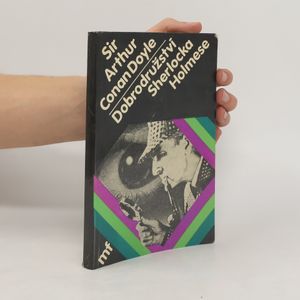 Sir
Arthur
Conan Doyle
Dobrodružství
Sherlocka
Holmese
mf